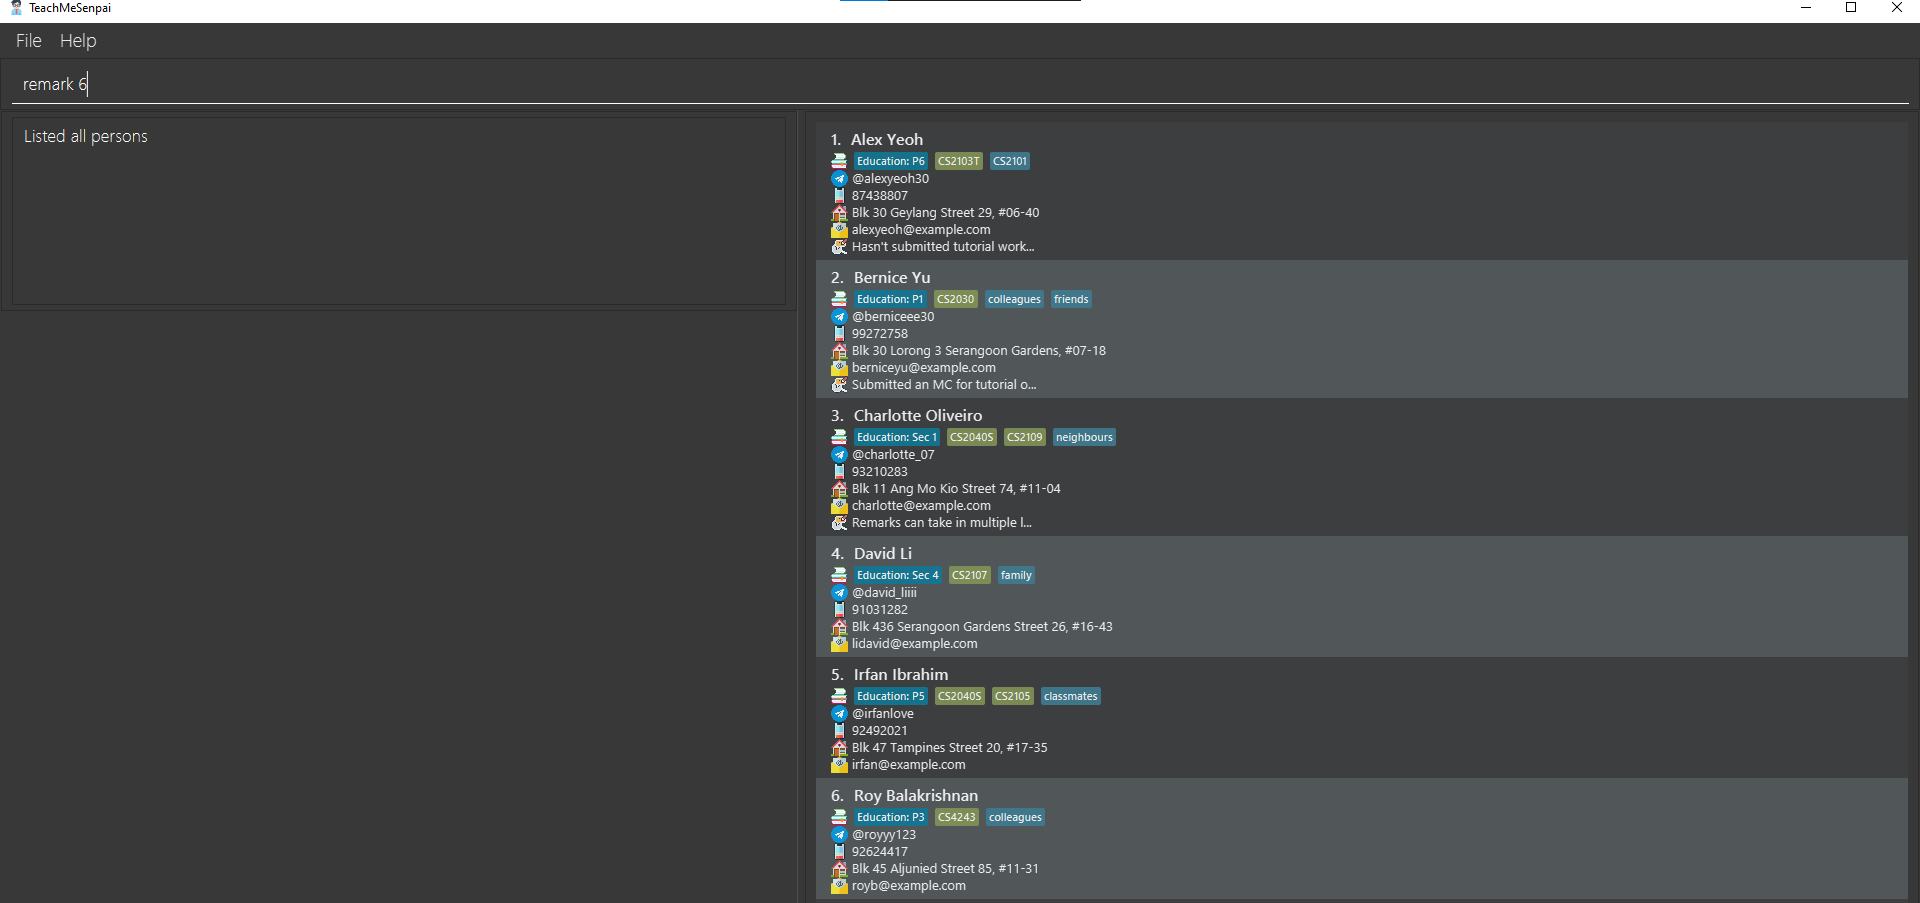 TeachMeSenpai
File Help
remark 6
Listed all persons
1. Alex Yeoh
Education: P6 CS2103T CS2101
@alexyeoh30
87438807
Blk 30 Geylang Street 29, #06-40
alexyeoh@example.com
Hasn't submitted tutorial work...
2. Bernice Yu
Education: P1 CS2030 colleagues friends
@berniceee30
99272758
Blk 30 Lorong 3 Serangoon Gardens, #07-18
berniceyu@example.com
Submitted an MC for tutorial o...
3. Charlotte Oliveiro
Education: Sec 1 CS2040S CS2109 neighbours
@charlotte_07
93210283
Blk 11 Ang Mo Kio Street 74, #11-04
charlotte@example.com
Remarks can take in multiple l...
4. David Li
Education: Sec 4 CS2107 family
@david_liiii
91031282
Blk 436 Serangoon Gardens Street 26, #16-43
lidavid@example.com
5. Irfan Ibrahim
Education: P5 CS2040S CS2105 classmates
@irfanlove
92492021
Blk 47 Tampines Street 20, #17-35
irfan@example.com
6. Roy Balakrishnan
Education: P3 CS4243 colleagues
@royyy123
92624417
Blk 45 Aljunied Street 85, #11-31
royb@example.com